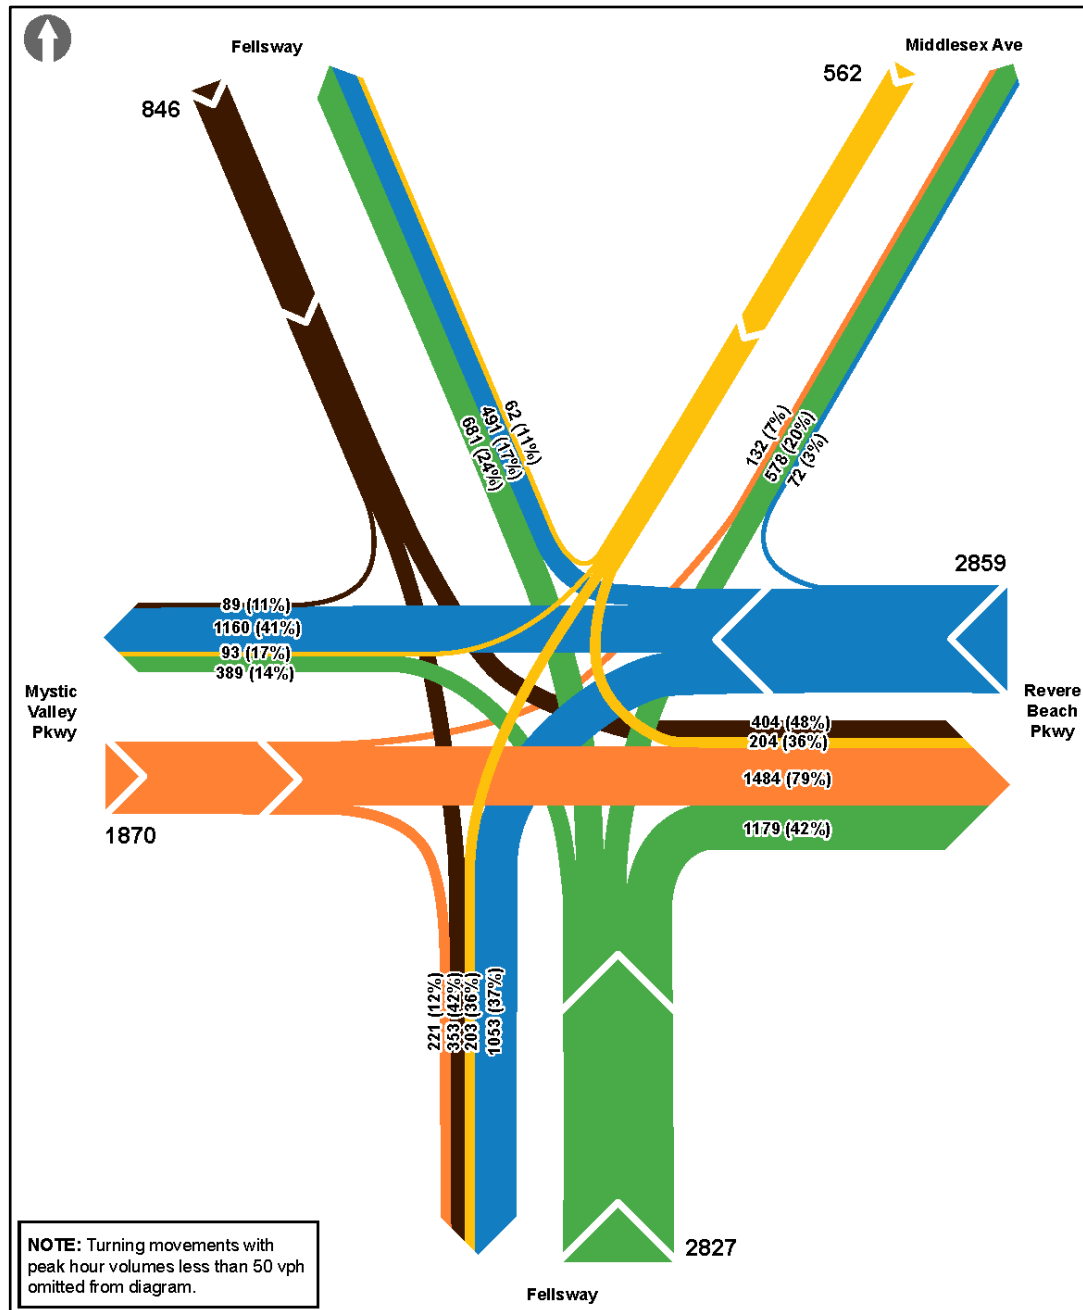 Fellsway
Middlesex Ave
846
562
62 (11%)
491 (17%)
681 (24%)
132 (7%)
578 (20%)
72 (3%)
2859
89 (11%)
1160 (41%)
93 (17%)
389 (14%)
Mystic
Valley
Pkwy
Revere
Beach
Pkwy
404 (48%)
204 (36%)
1484 (79%)
1179 (42%)
1870
221 (12%)
353 (42%)
203 (36%)
1053 (37%)
2827
NOTE: Turning movements with
peak hour volumes less than 50 vph
omitted from diagram.
Fellsway